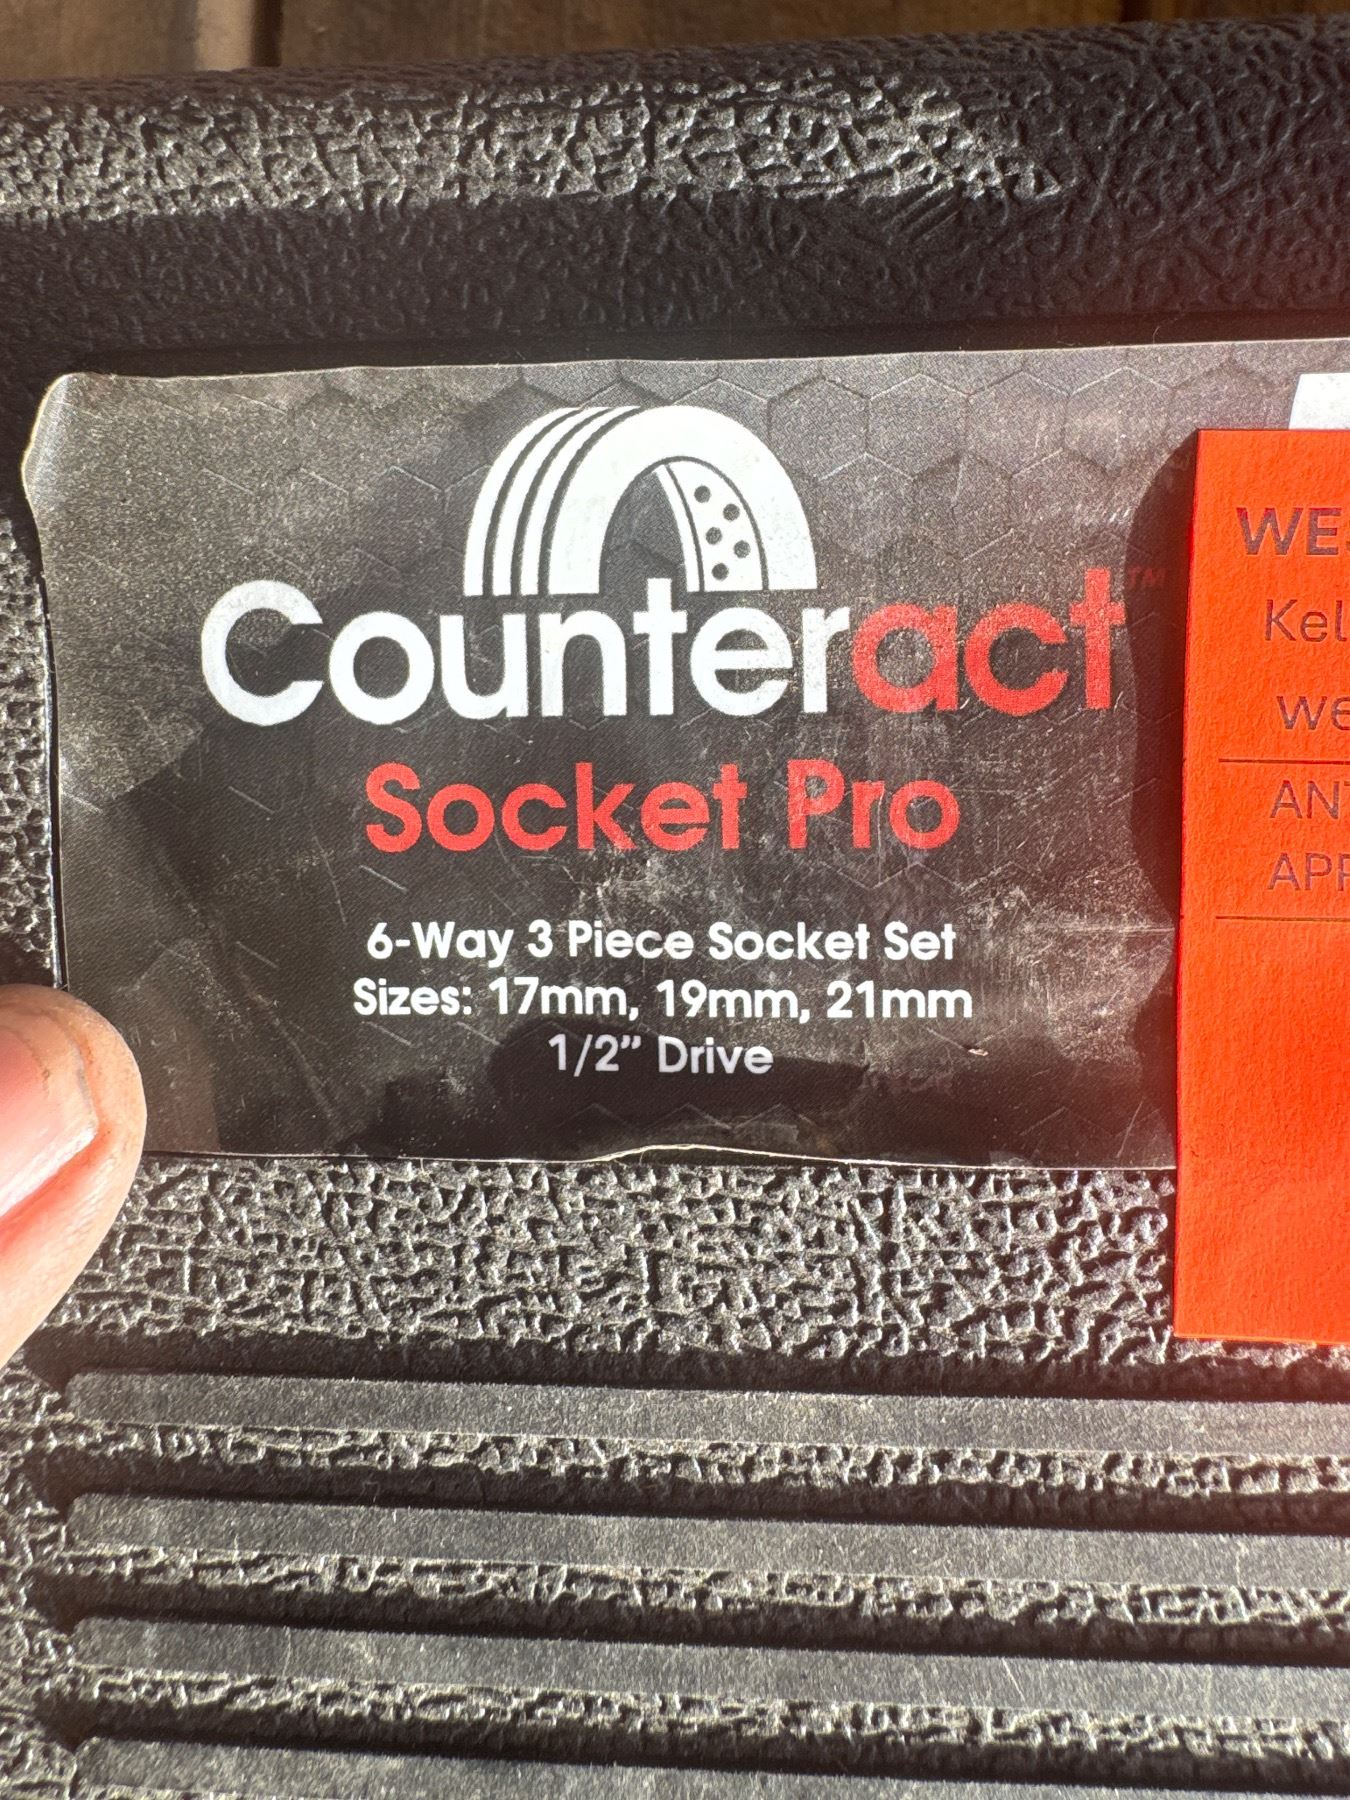 Counteract™
Socket Pro
6-Way 3 Piece Socket Set
Sizes: 17mm, 19mm, 21mm
1/2” Drive